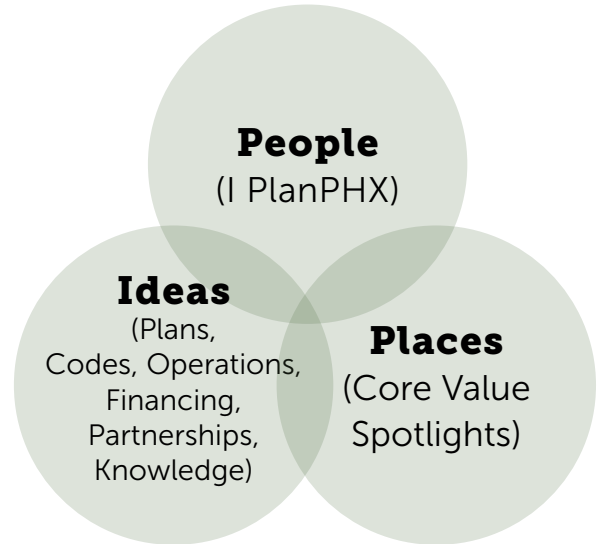 People
(I PlanPHX)
Ideas
(Plans,
Codes, Operations,
Financing,
Partnerships,
Knowledge)
Places
(Core Value
Spotlights)